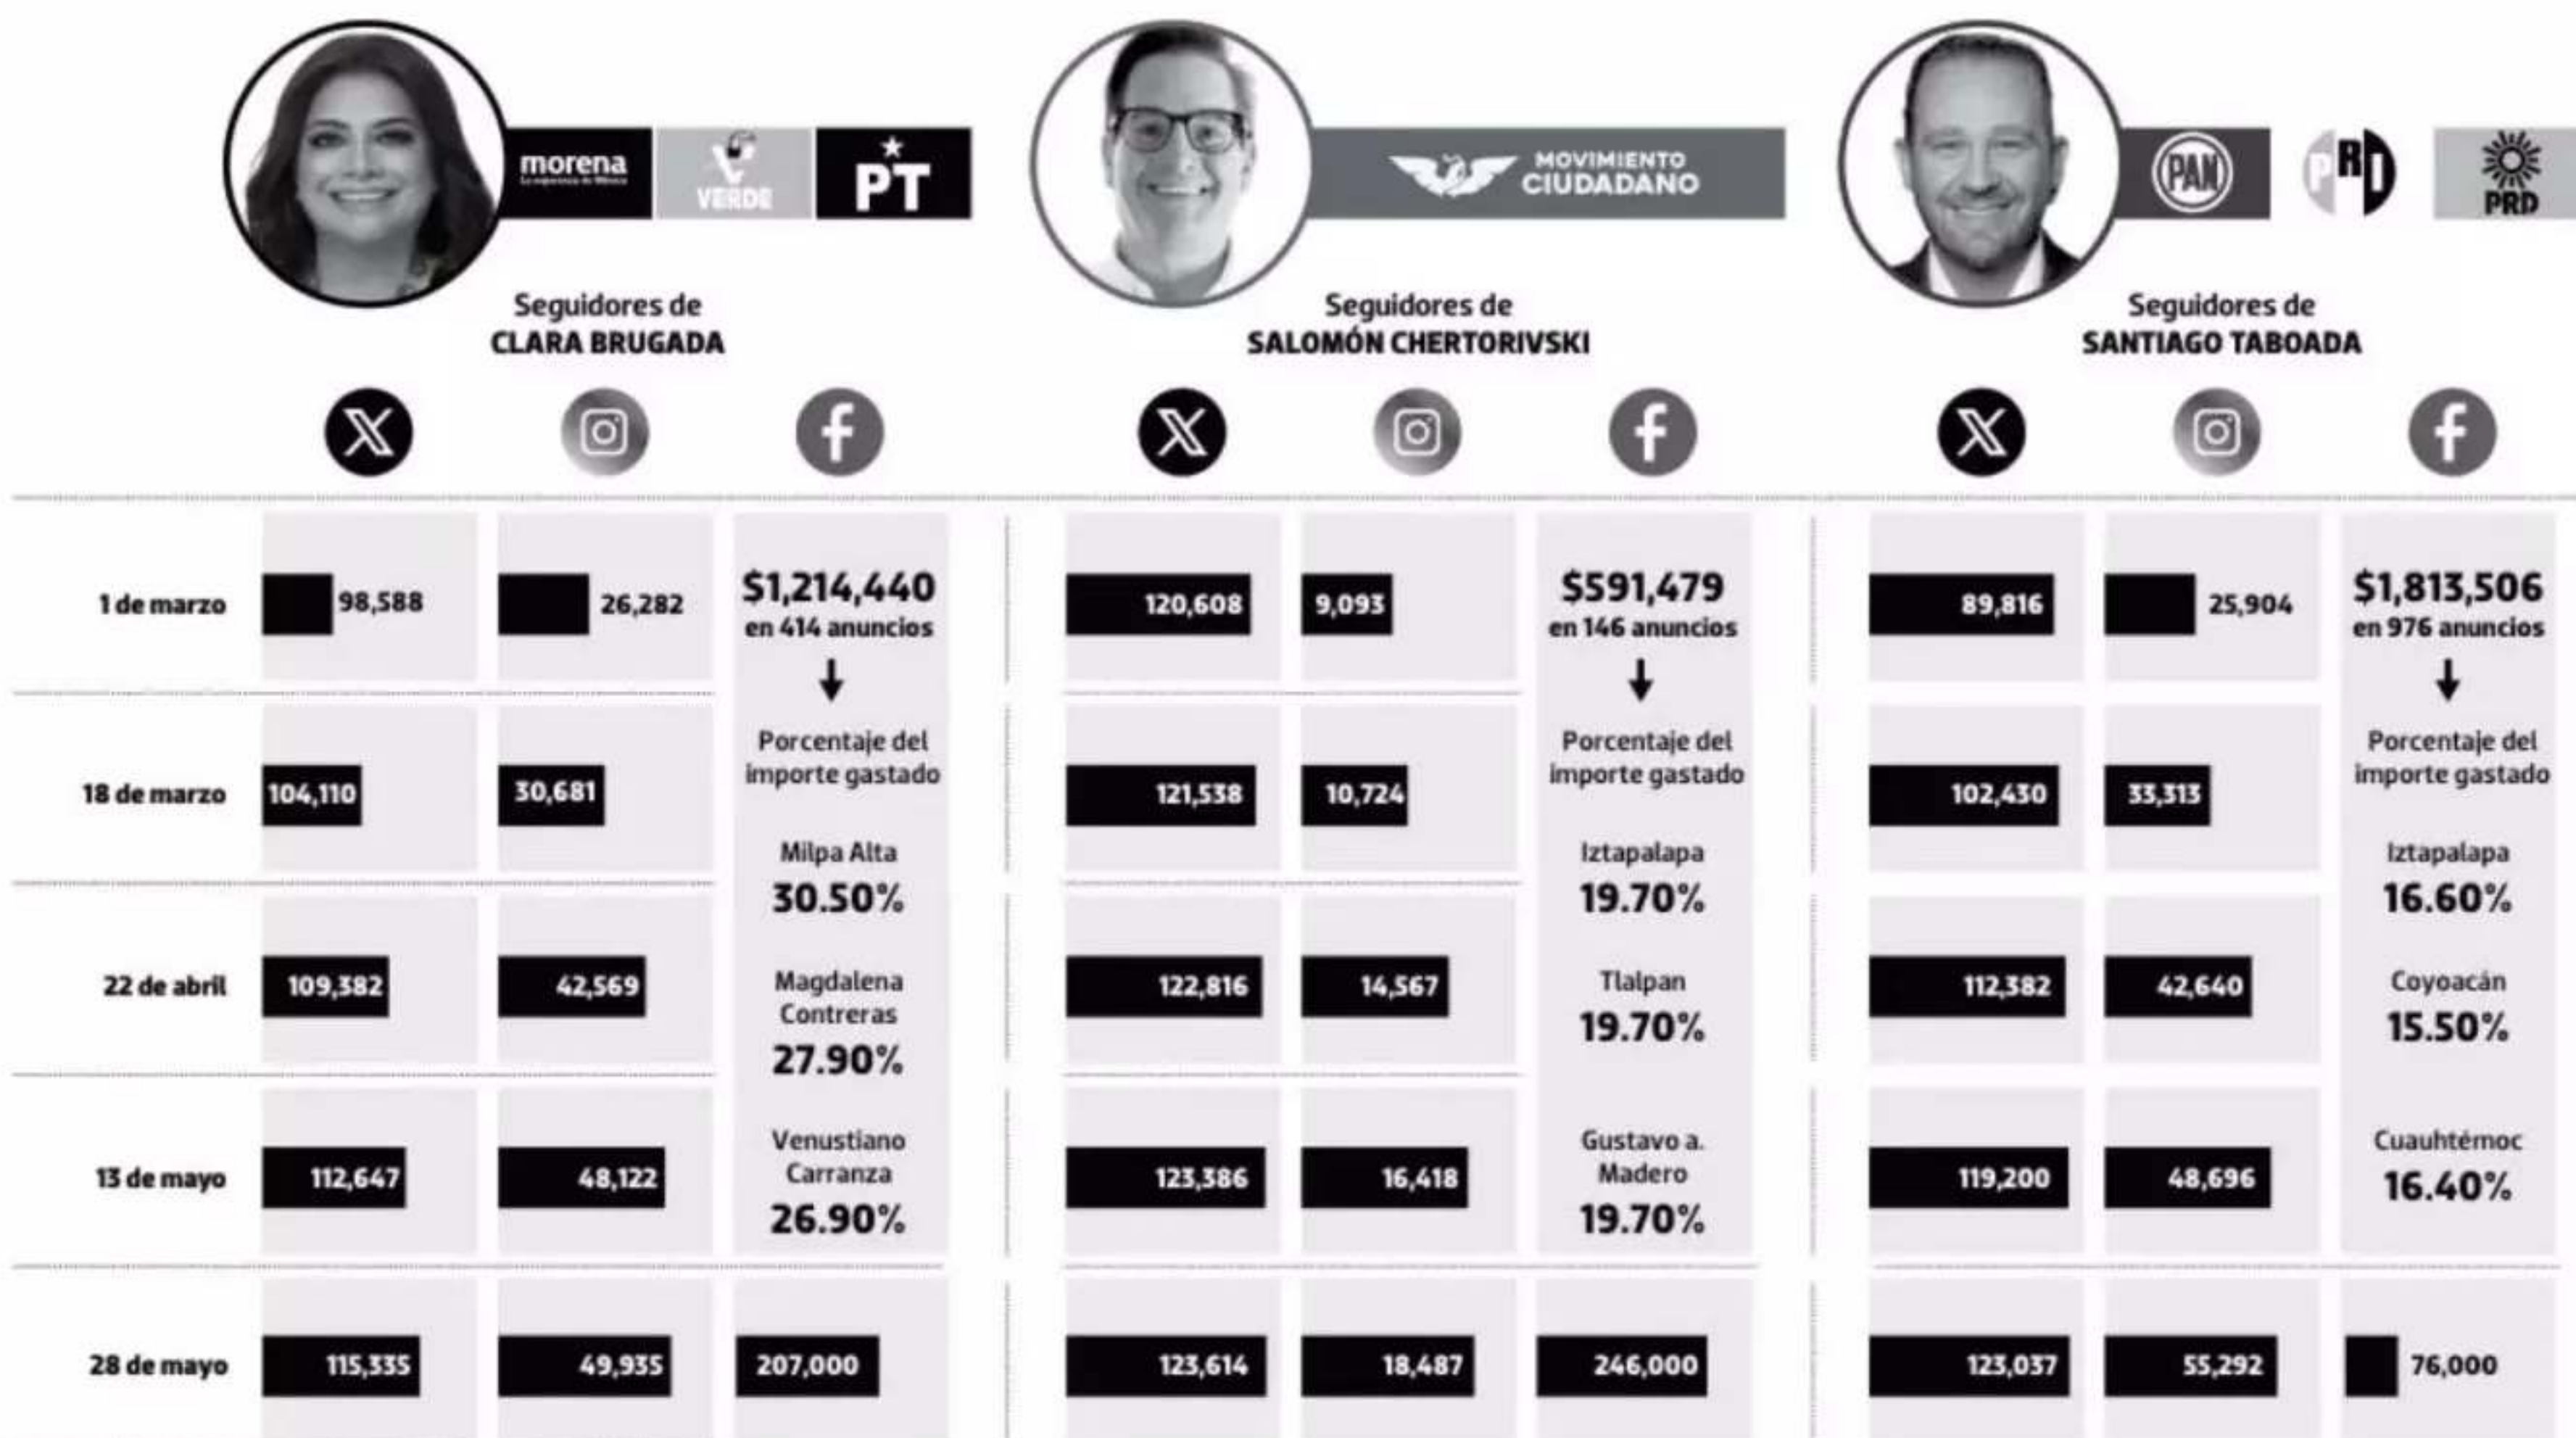 morena
La esperanza de México
VERDE
PT
MOVIMIENTO
CIUDADANO
PAN
PRI
PRD
Seguidores de
CLARA BRUGADA
Seguidores de
SALOMÓN CHERTORIVSKI
Seguidores de
SANTIAGO TABOADA
1 de marzo
98,588
26,282
$1,214,440
en 414 anuncios
120,608
9,093
$591,479
en 146 anuncios
89,816
25,904
$1,813,506
en 976 anuncios
18 de marzo
104,110
30,681
Porcentaje del
importe gastado
Milpa Alta
30.50%
121,538
10,724
Porcentaje del
importe gastado
Iztapalapa
19.70%
102,430
33,313
Porcentaje del
importe gastado
Iztapalapa
16.60%
22 de abril
109,382
42,569
Magdalena
Contreras
27.90%
122,816
14,567
Tlalpan
19.70%
112,382
42,640
Coyoacán
15.50%
13 de mayo
112,647
48,122
Venustiano
Carranza
26.90%
123,386
16,418
Gustavo a.
Madero
19.70%
119,200
48,696
Cuauhtémoc
16.40%
28 de mayo
115,335
49,935
207,000
123,614
18,487
246,000
123,037
55,292
76,000